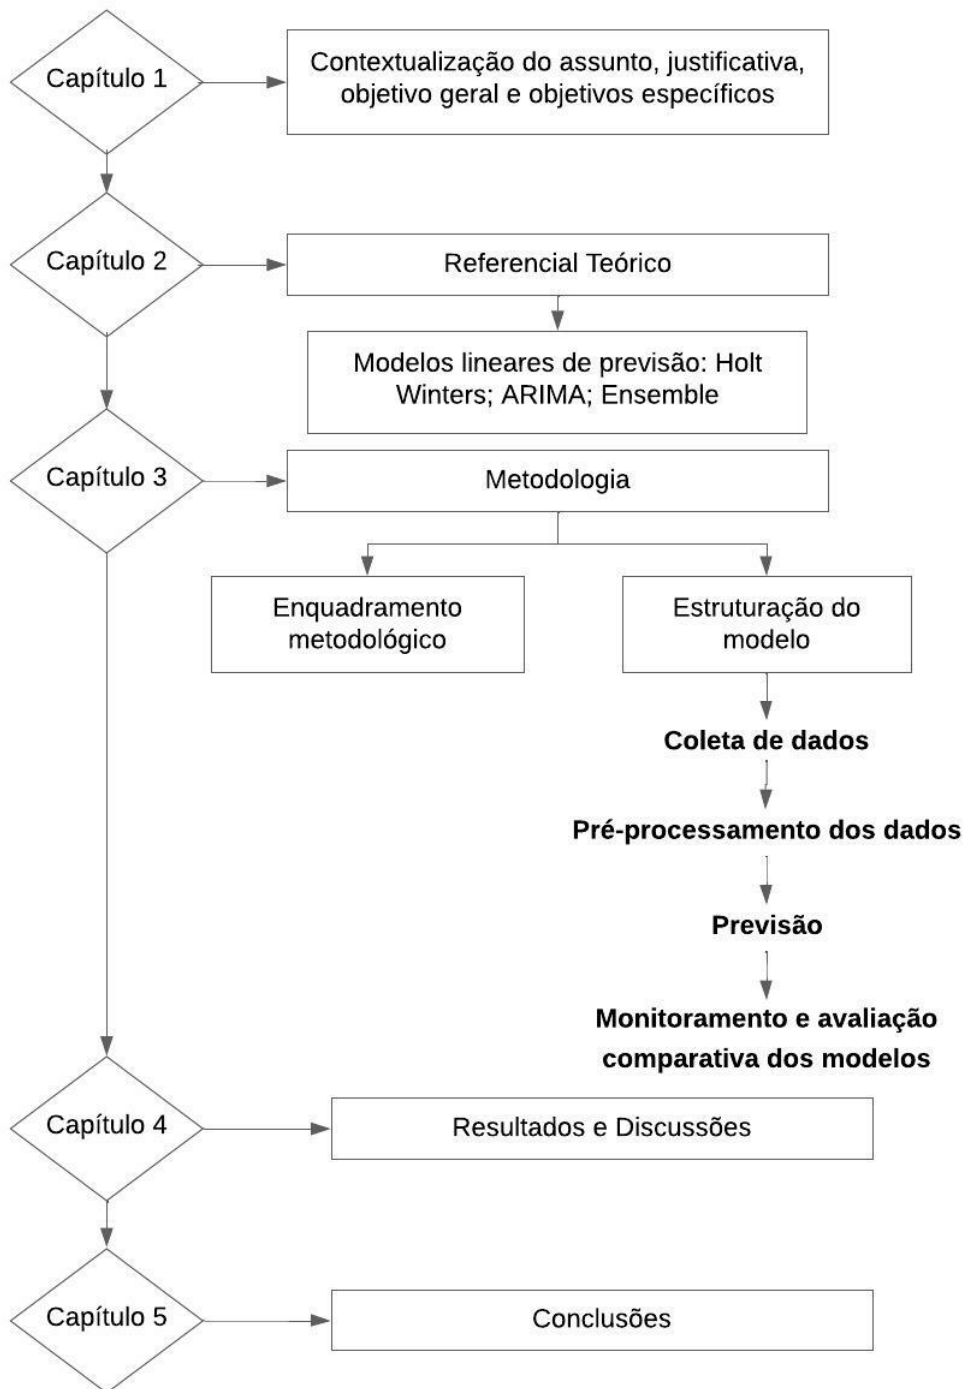 Capítulo 1
Contextualização do assunto, justificativa,
objetivo geral e objetivos específicos
Capítulo 2
Referencial Teórico
Modelos lineares de previsão: Holt
Winters; ARIMA; Ensemble
Capítulo 3
Metodologia
Enquadramento
metodológico
Estruturação do
modelo
Coleta de dados
Pré-processamento dos dados
Previsão
Monitoramento e avaliação
comparativa dos modelos
Capítulo 4
Resultados e Discussões
Capítulo 5
Conclusões